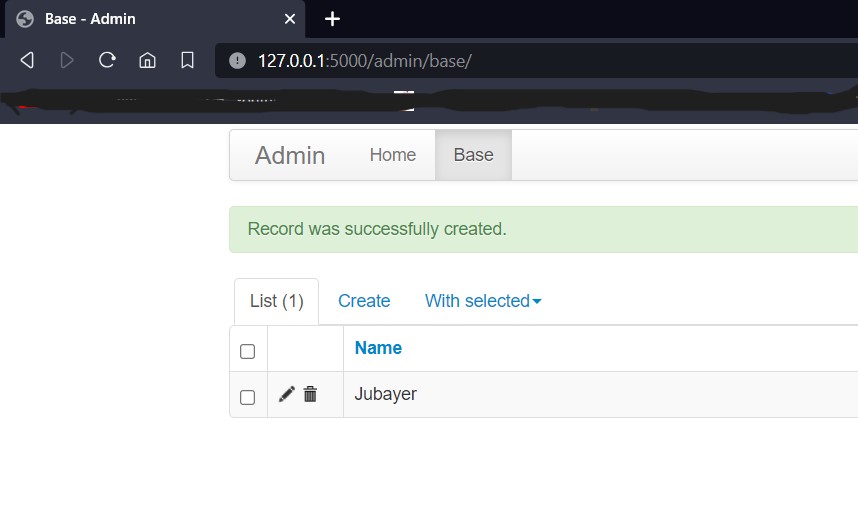 Base - Admin
127.0.0.1:5000/admin/base/
Admin Home Base
Record was successfully created.
List (1) Create With selected
Name
Jubayer